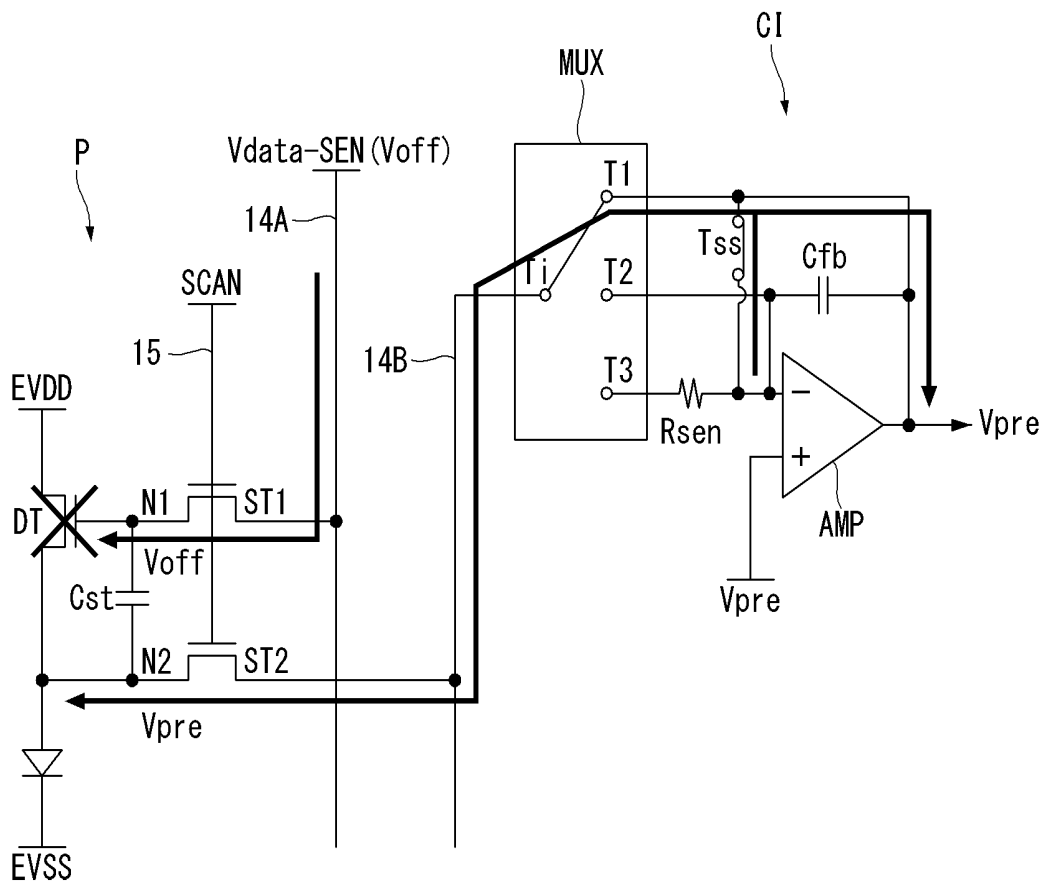 CI
MUX
P
Vdata-SEN(Voff)
T1
14A
Tss
Cfb
Ti
T2
SCAN
15
14B
T3
EVDD
Rsen
Vpre
N1
ST1
DT
AMP
Voff
Cst
Vpre
N2
ST2
Vpre
EVSS